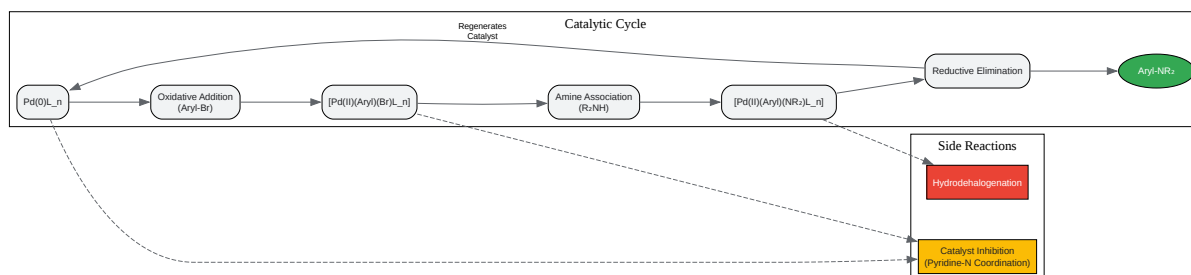 Catalytic Cycle
Regenerates
Catalyst
Pd(0)L_n
Oxidative Addition
(Aryl-Br)
[Pd(II)(Aryl)(Br)L_n]
Amine Association
(R₂NH)
[Pd(II)(Aryl)(NR₂)L_n]
Reductive Elimination
Aryl-NR₂
Side Reactions
Hydrodehalogenation
Catalyst Inhibition
(Pyridine-N Coordination)